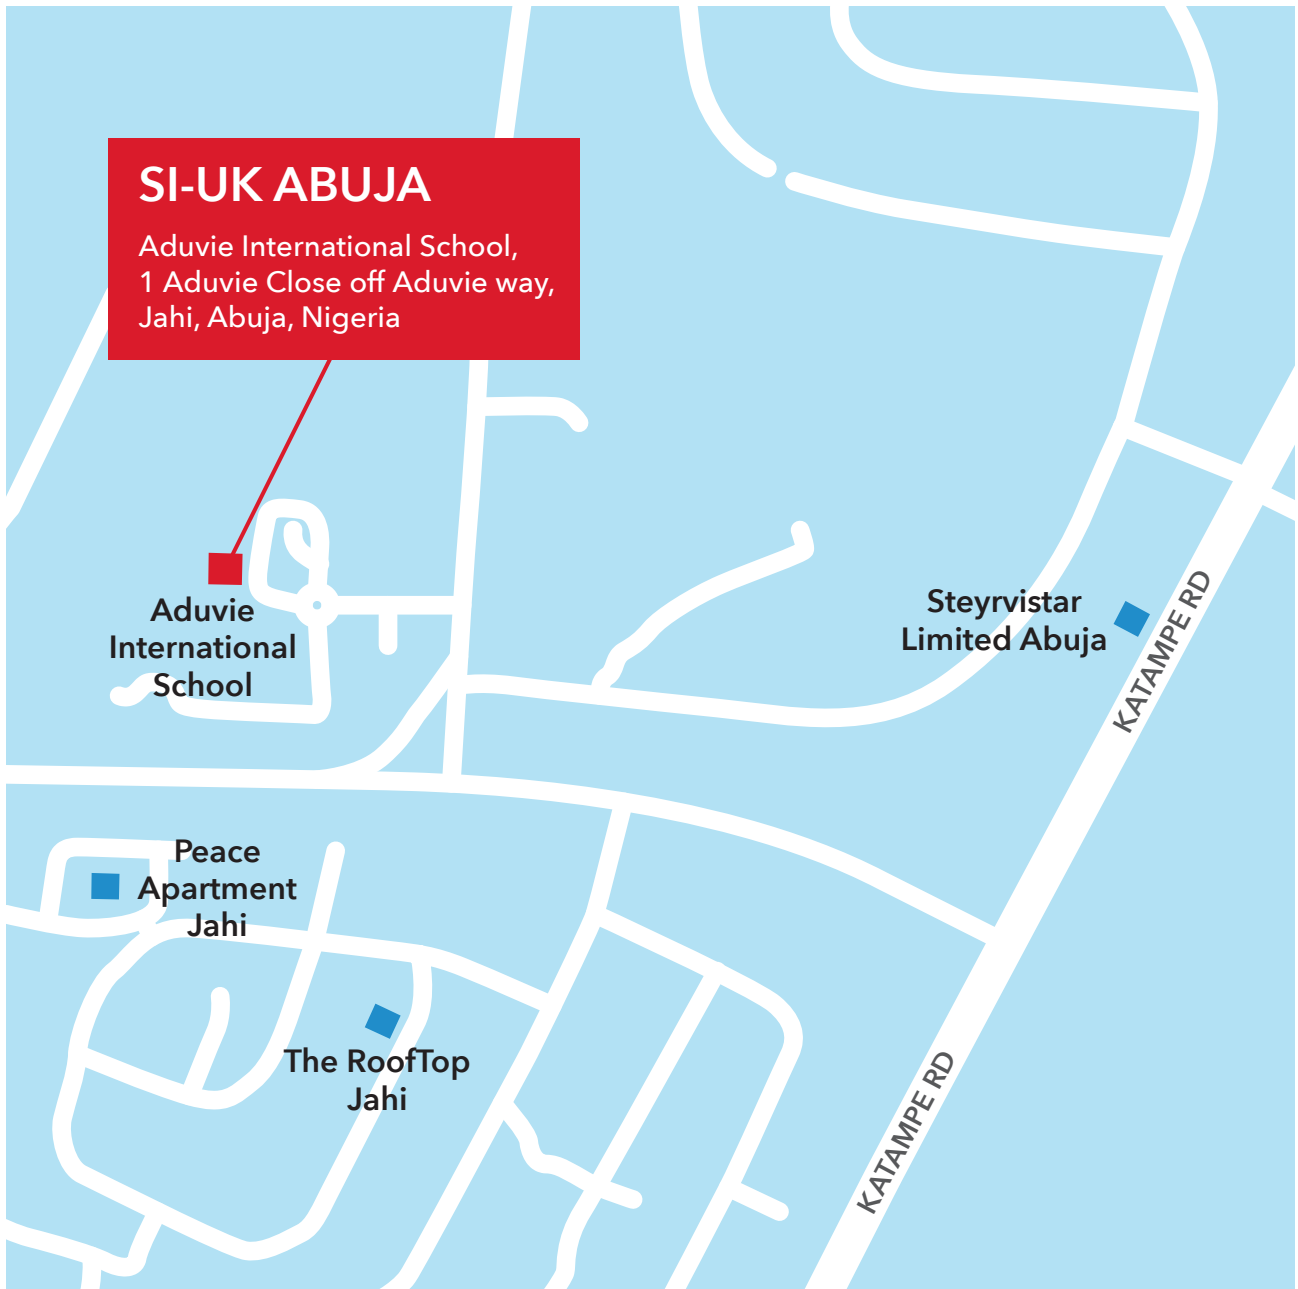 SI-UK ABUJA
Aduvie International School,
1 Aduvie Close off Aduvie way,
Jahi, Abuja, Nigeria
Aduvie
International
School
Steyrvistar
Limited Abuja
KATAMPE RD
Peace
Apartment
Jahi
The RoofTop
Jahi
KATAMPE RD